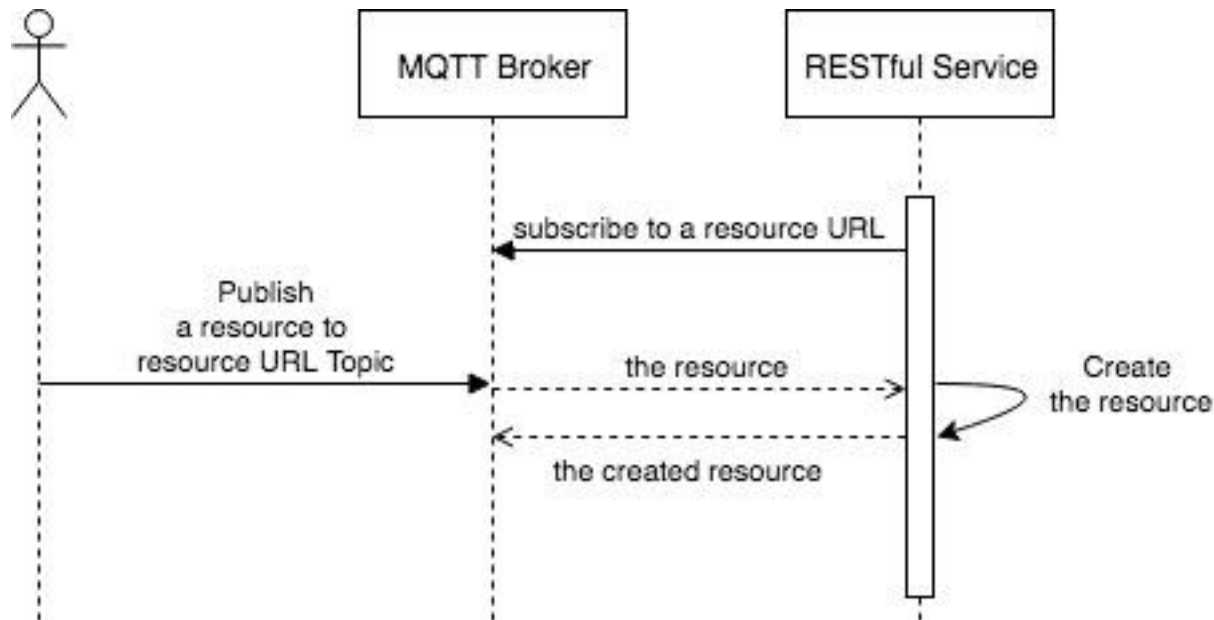 MQTT Broker
RESTful Service
subscribe to a resource URL
Publish
a resource to
resource URL Topic
the resource
Create
the resource
the created resource